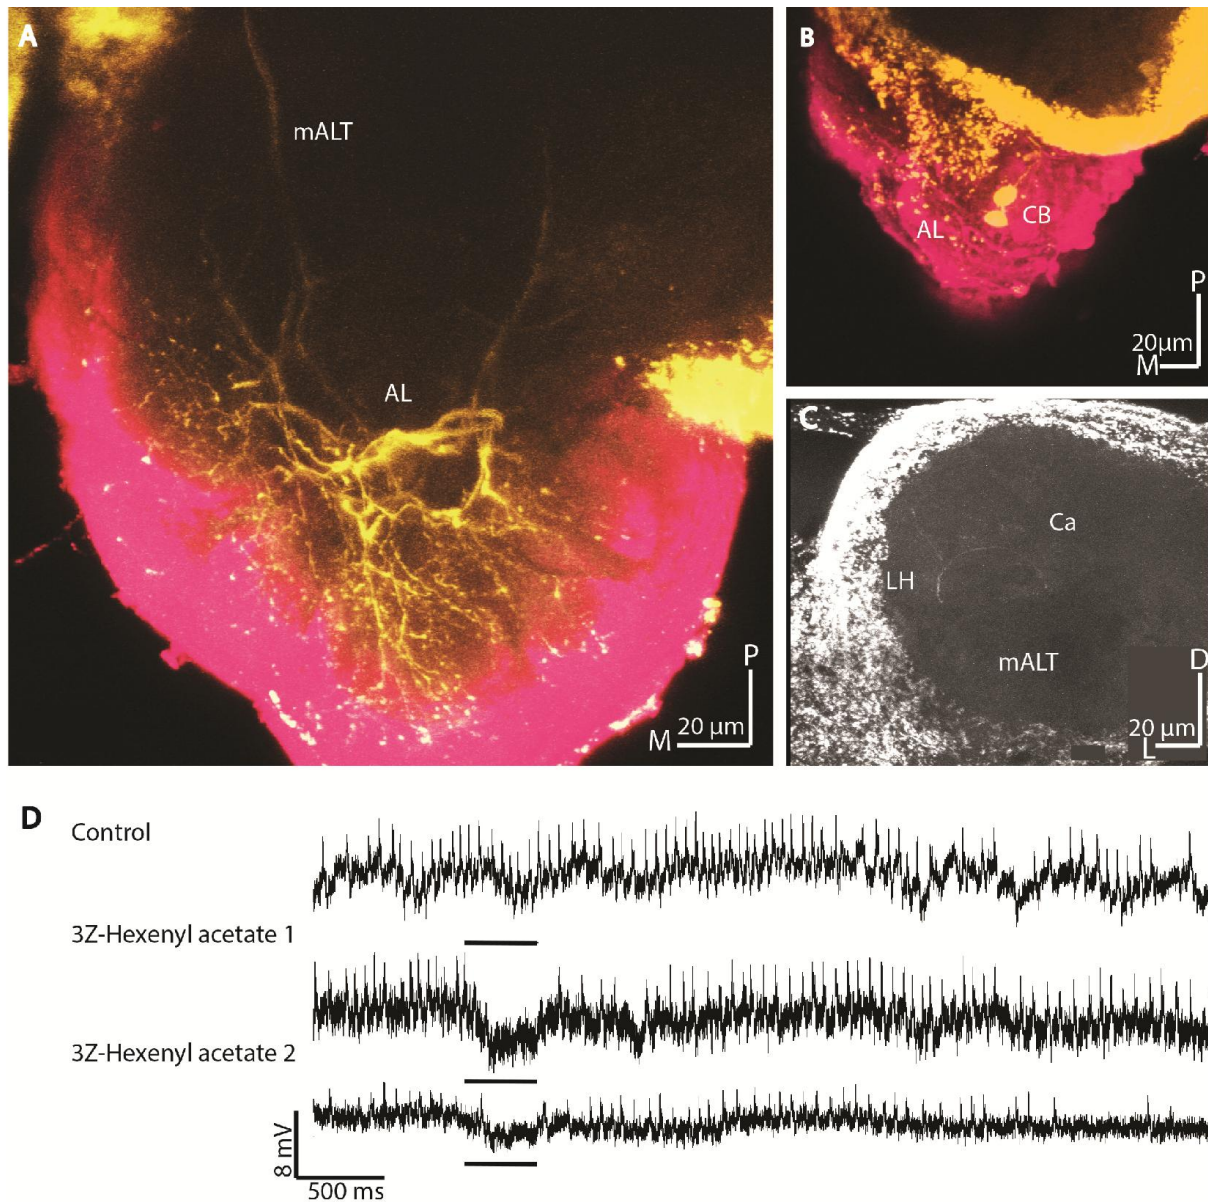 A
mALT
AL
P
20 μm
M
B
CB
AL
P
20μm
M
C
Ca
LH
mALT
D
20 μm
L
D
Control
3Z-Hexenyl acetate 1
3Z-Hexenyl acetate 2
8 mV
500 ms